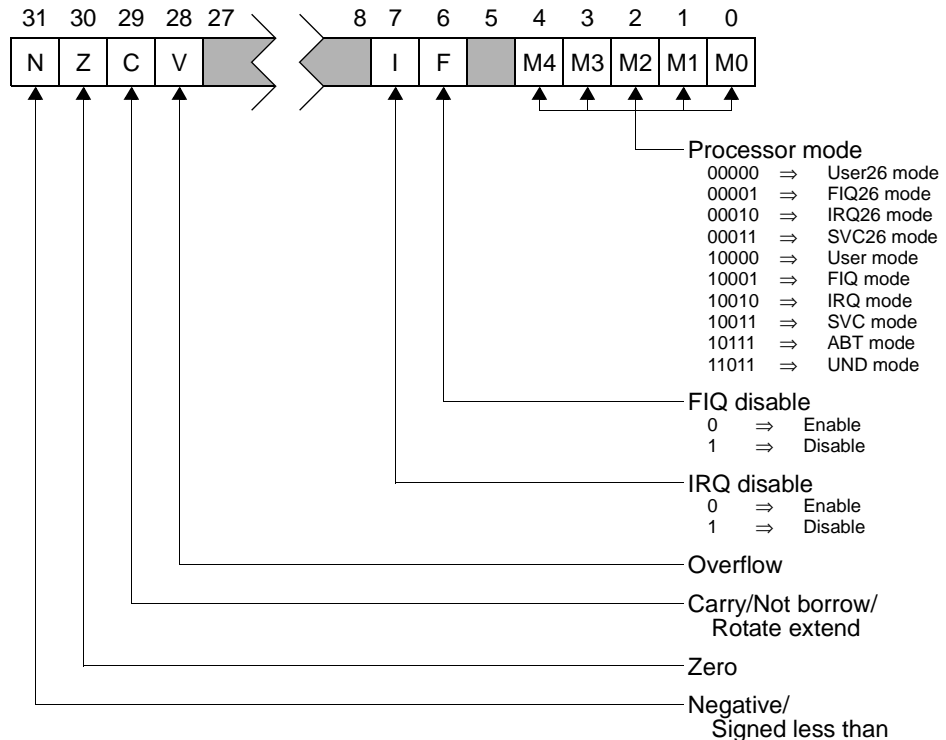 31 30 29 28 27 8 7 6 5 4 3 2 1 0
N Z C V I F M4 M3 M2 M1 M0
Processor mode
00000 ⇒ User26 mode
00001 ⇒ FIQ26 mode
00010 ⇒ IRQ26 mode
00011 ⇒ SVC26 mode
10000 ⇒ User mode
10001 ⇒ FIQ mode
10010 ⇒ IRQ mode
10011 ⇒ SVC mode
10111 ⇒ ABT mode
11011 ⇒ UND mode
FIQ disable
0 ⇒ Enable
1 ⇒ Disable
IRQ disable
0 ⇒ Enable
1 ⇒ Disable
Overflow
Carry/Not borrow/
Rotate extend
Zero
Negative/
Signed less than